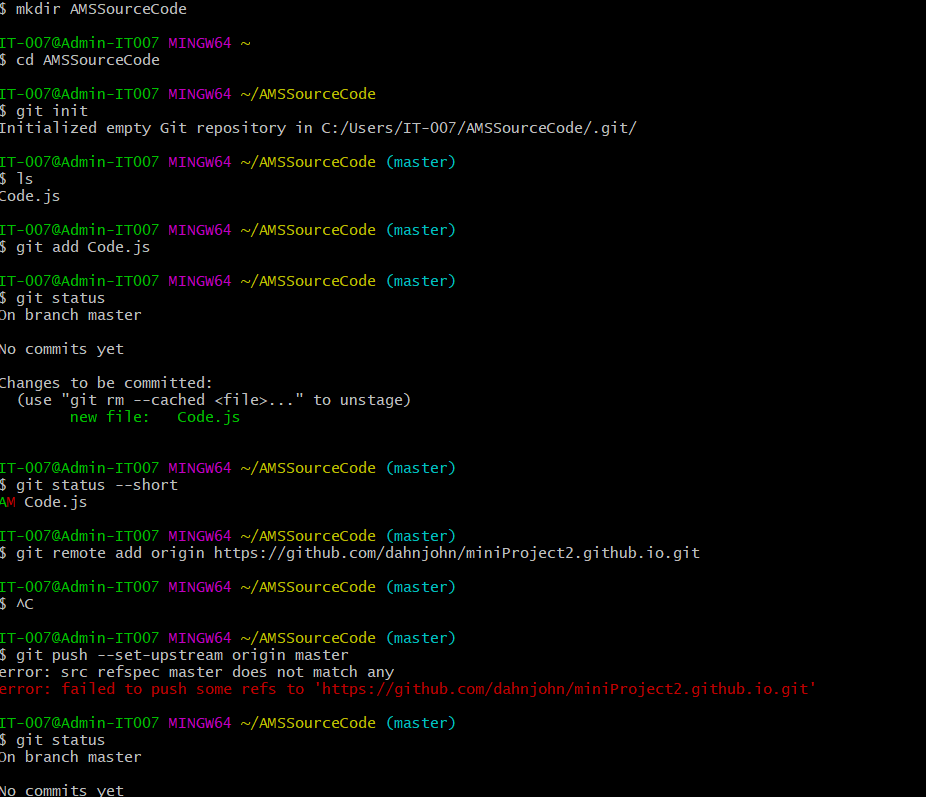 $ mkdir AMSSourceCode
IT-007@Admin-IT007 MINGW64 ~
$ cd AMSSourceCode
IT-007@Admin-IT007 MINGW64 ~/AMSSourceCode
$ git init
Initialized empty Git repository in C:/Users/IT-007/AMSSourceCode/.git/
IT-007@Admin-IT007 MINGW64 ~/AMSSourceCode (master)
$ ls
Code.js
IT-007@Admin-IT007 MINGW64 ~/AMSSourceCode (master)
$ git add Code.js
IT-007@Admin-IT007 MINGW64 ~/AMSSourceCode (master)
$ git status
On branch master
No commits yet
Changes to be committed:
  (use "git rm --cached <file>..." to unstage)
        new file:   Code.js
IT-007@Admin-IT007 MINGW64 ~/AMSSourceCode (master)
$ git status --short
AM Code.js
IT-007@Admin-IT007 MINGW64 ~/AMSSourceCode (master)
$ git remote add origin https://github.com/dahnjohn/miniProject2.github.io.git
IT-007@Admin-IT007 MINGW64 ~/AMSSourceCode (master)
$ ^C
IT-007@Admin-IT007 MINGW64 ~/AMSSourceCode (master)
$ git push --set-upstream origin master
error: src refspec master does not match any
error: failed to push some refs to 'https://github.com/dahnjohn/miniProject2.github.io.git'
IT-007@Admin-IT007 MINGW64 ~/AMSSourceCode (master)
$ git status
On branch master
No commits yet